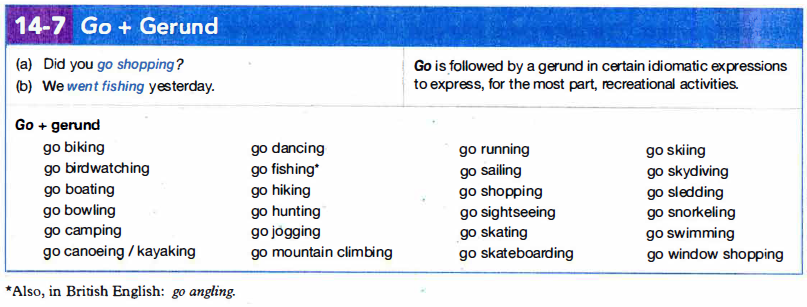 14-7 Go + Gerund
(a) Did you go shopping?
(b) We went fishing yesterday.
Go is followed by a gerund in certain idiomatic expressions
to express, for the most part, recreational activities.
Go + gerund
go biking
go birdwatching
go boating
go bowling
go camping
go canoeing / kayaking
go dancing
go fishing*
go hiking
go hunting
go jogging
go mountain climbing
go running
go sailing
go shopping
go sightseeing
go skating
go skateboarding
go skiing
go skydiving
go sledding
go snorkeling
go swimming
go window shopping
*Also, in British English: go angling.